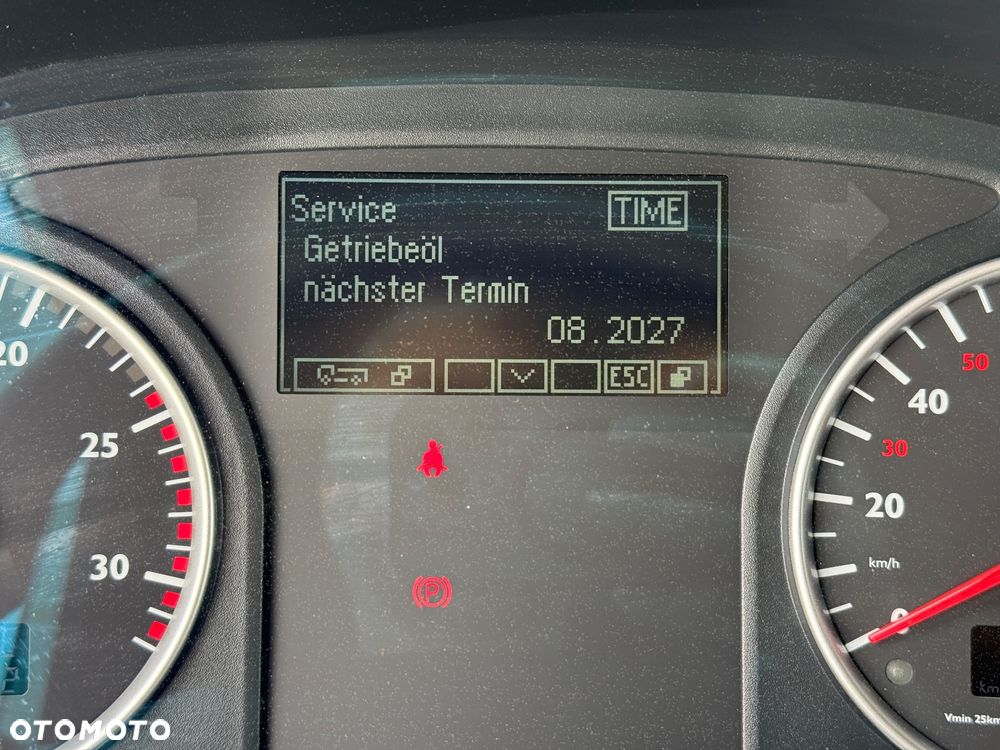 Service TIME
Getriebeöl
nächster Termin
08.2027
ESC
20
25
30
50
40
30
20
km/h
0
P
km
Vmin 25km
OTOMOTO